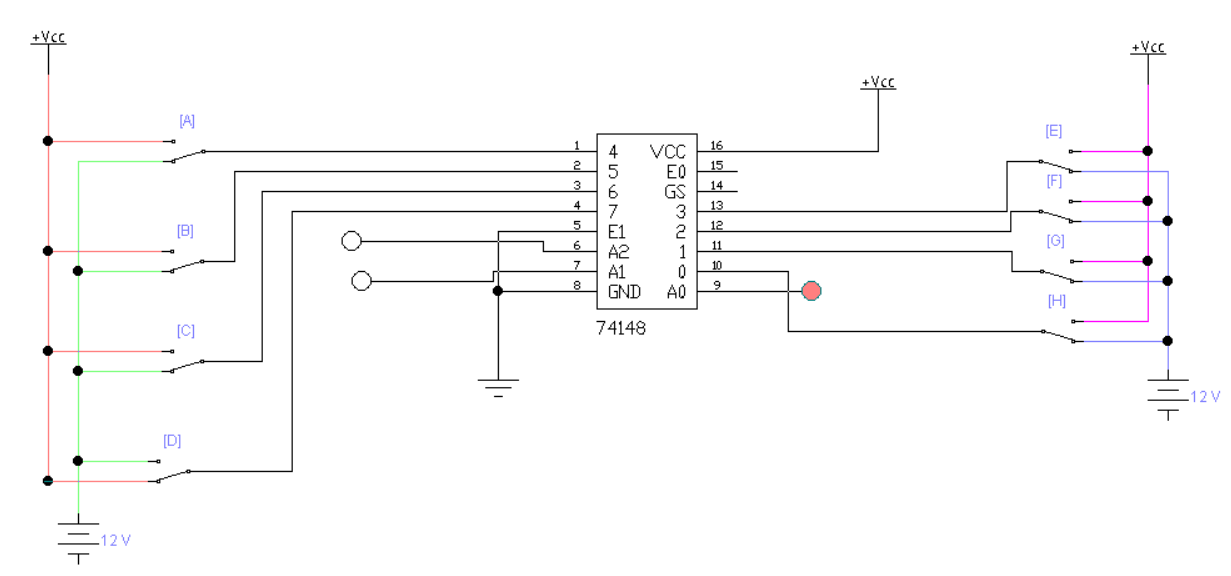 +Vcc
+Vcc
+Vcc
[A]
[B]
[C]
[D]
12 V
1 4 VCC 16
2 5 E0 15
3 6 GS 14
4 7 3 13
5 E1 2 12
6 A2 1 11
7 A1 0 10
8 GND A0 9
74148
[E]
[F]
[G]
[H]
12 V